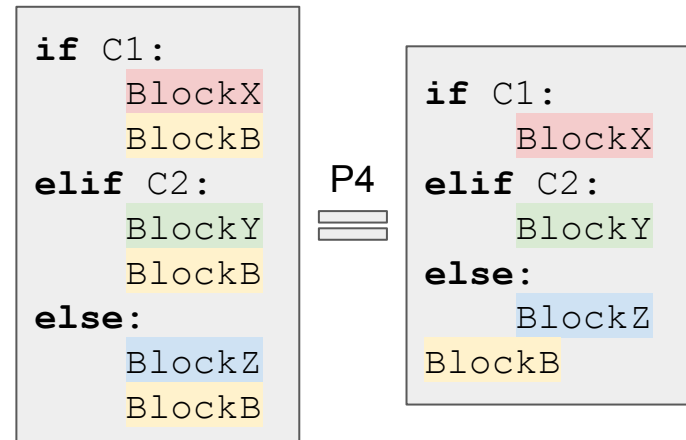 if C1:
BlockX
BlockB
elif C2:
BlockY
BlockB
else:
BlockZ
BlockB
P4
if C1:
BlockX
elif C2:
BlockY
else:
BlockZ
BlockB